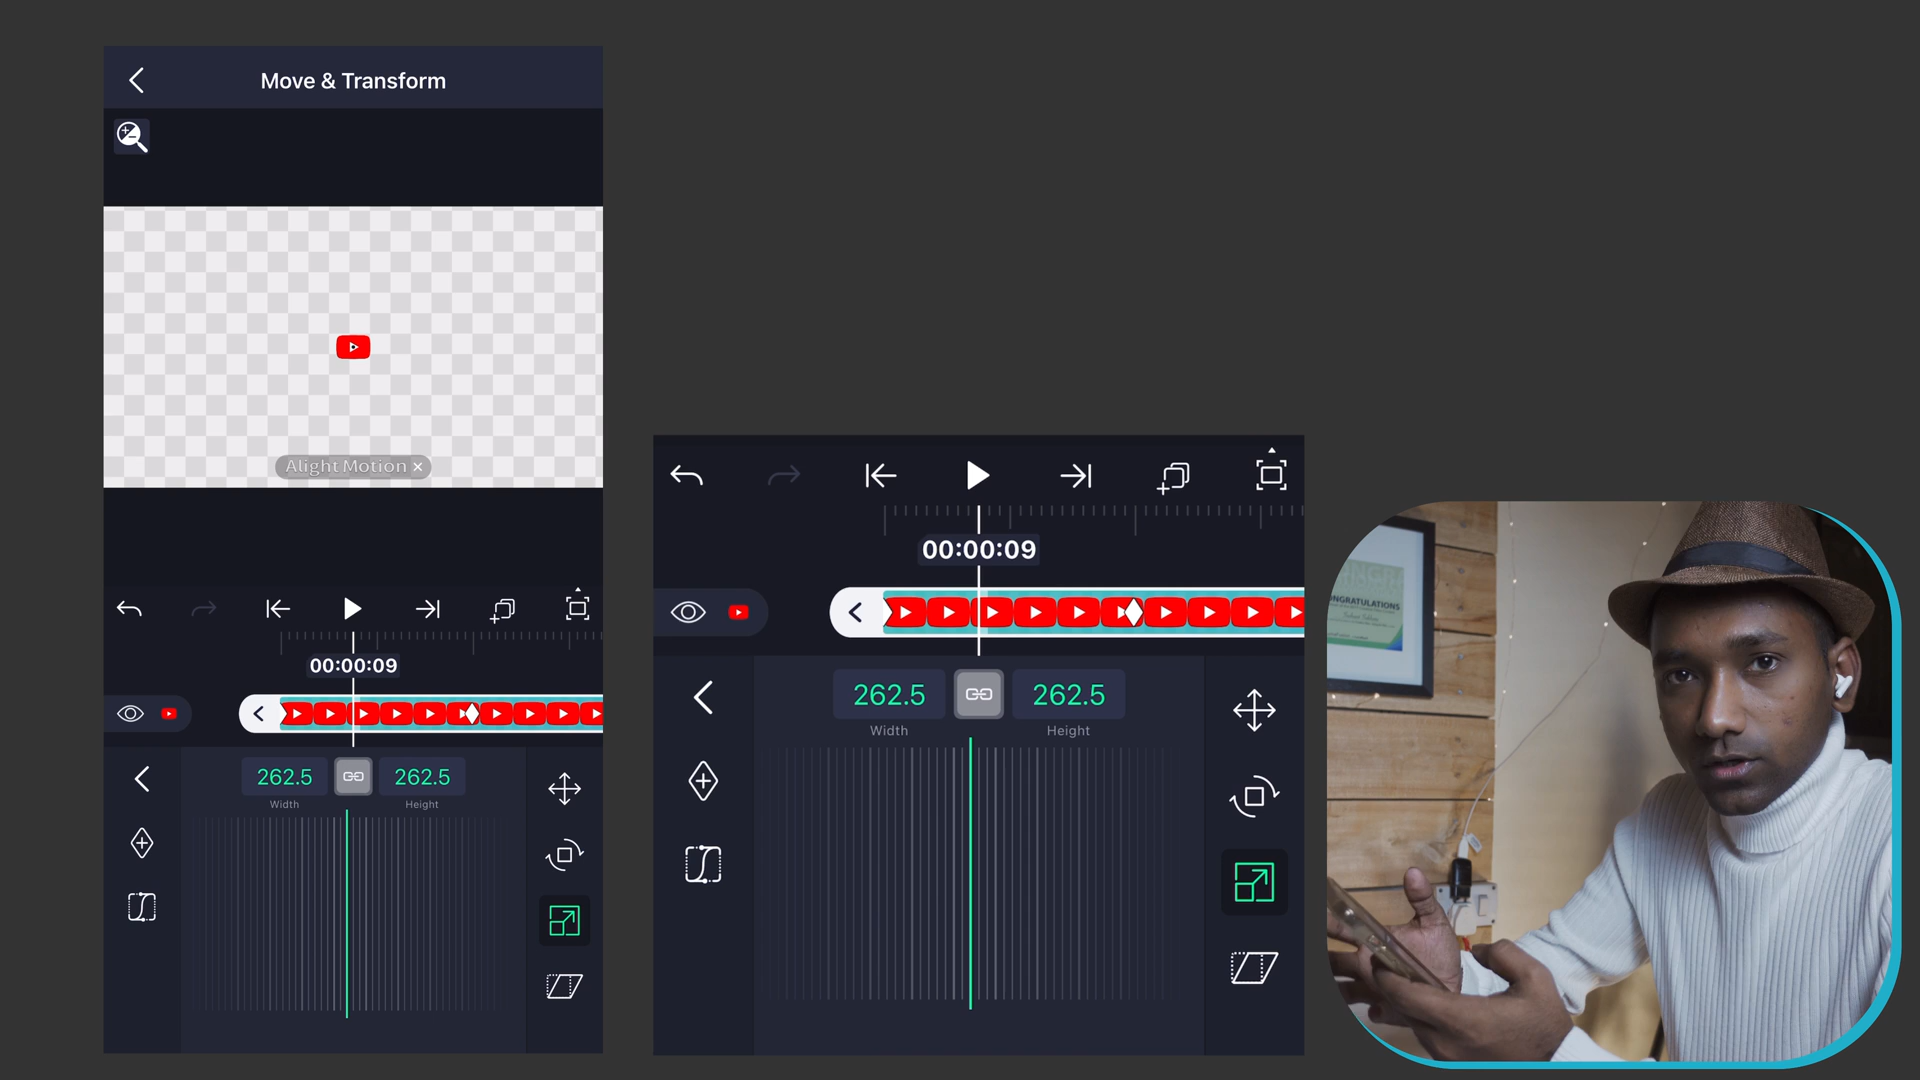 Move & Transform
Alight Motion ×
00:00:09
262.5
262.5
Width
Height
00:00:09
262.5
262.5
Width
Height
CONGRATULATIONS